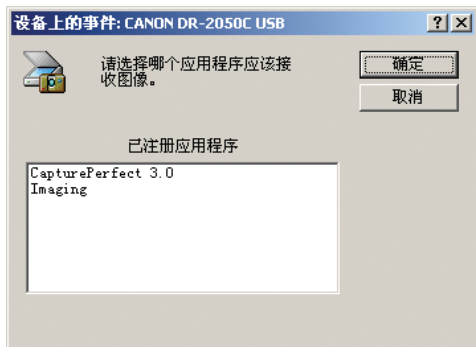 设备上的事件: CANON DR-2050C USB
请选择哪个应用程序应该接
收图像。
确定
取消
已注册应用程序
CapturePerfect 3.0
Imaging